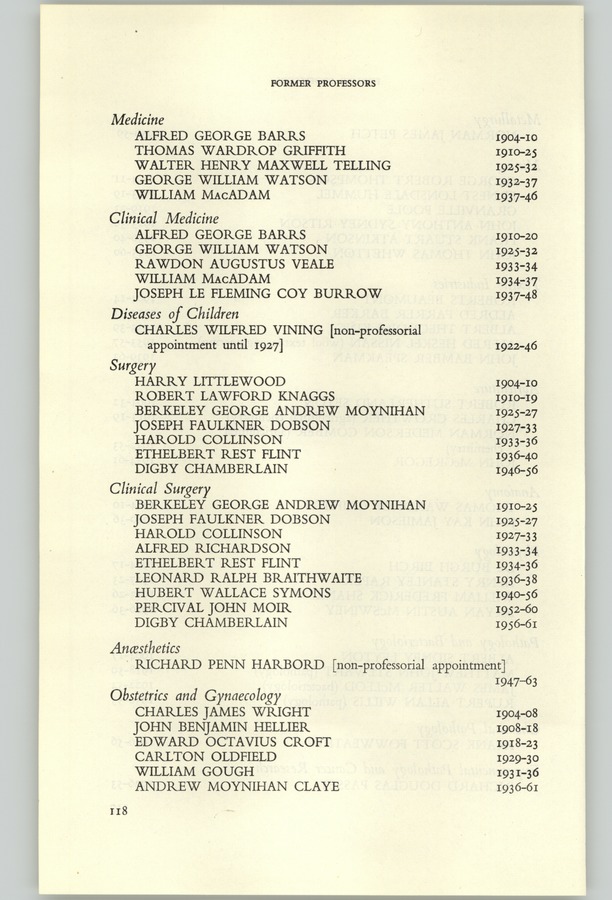 FORMER PROFESSORS
Medicine
ALFRED GEORGE BARRS 1904–10
THOMAS WARDROP GRIFFITH 1910–25
WALTER HENRY MAXWELL TELLING 1925–32
GEORGE WILLIAM WATSON 1932–37
WILLIAM MacADAM 1937–46
Clinical Medicine
ALFRED GEORGE BARRS 1910–20
GEORGE WILLIAM WATSON 1925–32
RAWDON AUGUSTUS VEALE 1933–34
WILLIAM MacADAM 1934–37
JOSEPH LE FLEMING COY BURROW 1937–48
Diseases of Children
CHARLES WILFRED VINING [non-professorial
appointment until 1927] 1922–46
Surgery
HARRY LITTLEWOOD 1904–10
ROBERT LAWFORD KNAGGS 1910–19
BERKELEY GEORGE ANDREW MOYNIHAN 1925–27
JOSEPH FAULKNER DOBSON 1927–33
HAROLD COLLINSON 1933–36
ETHELBERT REST FLINT 1936–40
DIGBY CHAMBERLAIN 1946–56
Clinical Surgery
BERKELEY GEORGE ANDREW MOYNIHAN 1910–25
JOSEPH FAULKNER DOBSON 1925–27
HAROLD COLLINSON 1927–33
ALFRED RICHARDSON 1933–34
ETHELBERT REST FLINT 1934–36
LEONARD RALPH BRAITHWAITE 1936–38
HUBERT WALLACE SYMONS 1940–56
PERCIVAL JOHN MOIR 1952–60
DIGBY CHAMBERLAIN 1956–61
Anæsthetics
RICHARD PENN HARBORD [non-professorial appointment]
1947–63
Obstetrics and Gynaecology
CHARLES JAMES WRIGHT 1904–08
JOHN BENJAMIN HELLIER 1908–18
EDWARD OCTAVIUS CROFT 1918–23
CARLTON OLDFIELD 1929–30
WILLIAM GOUGH 1931–36
ANDREW MOYNIHAN CLAYE 1936–61
118